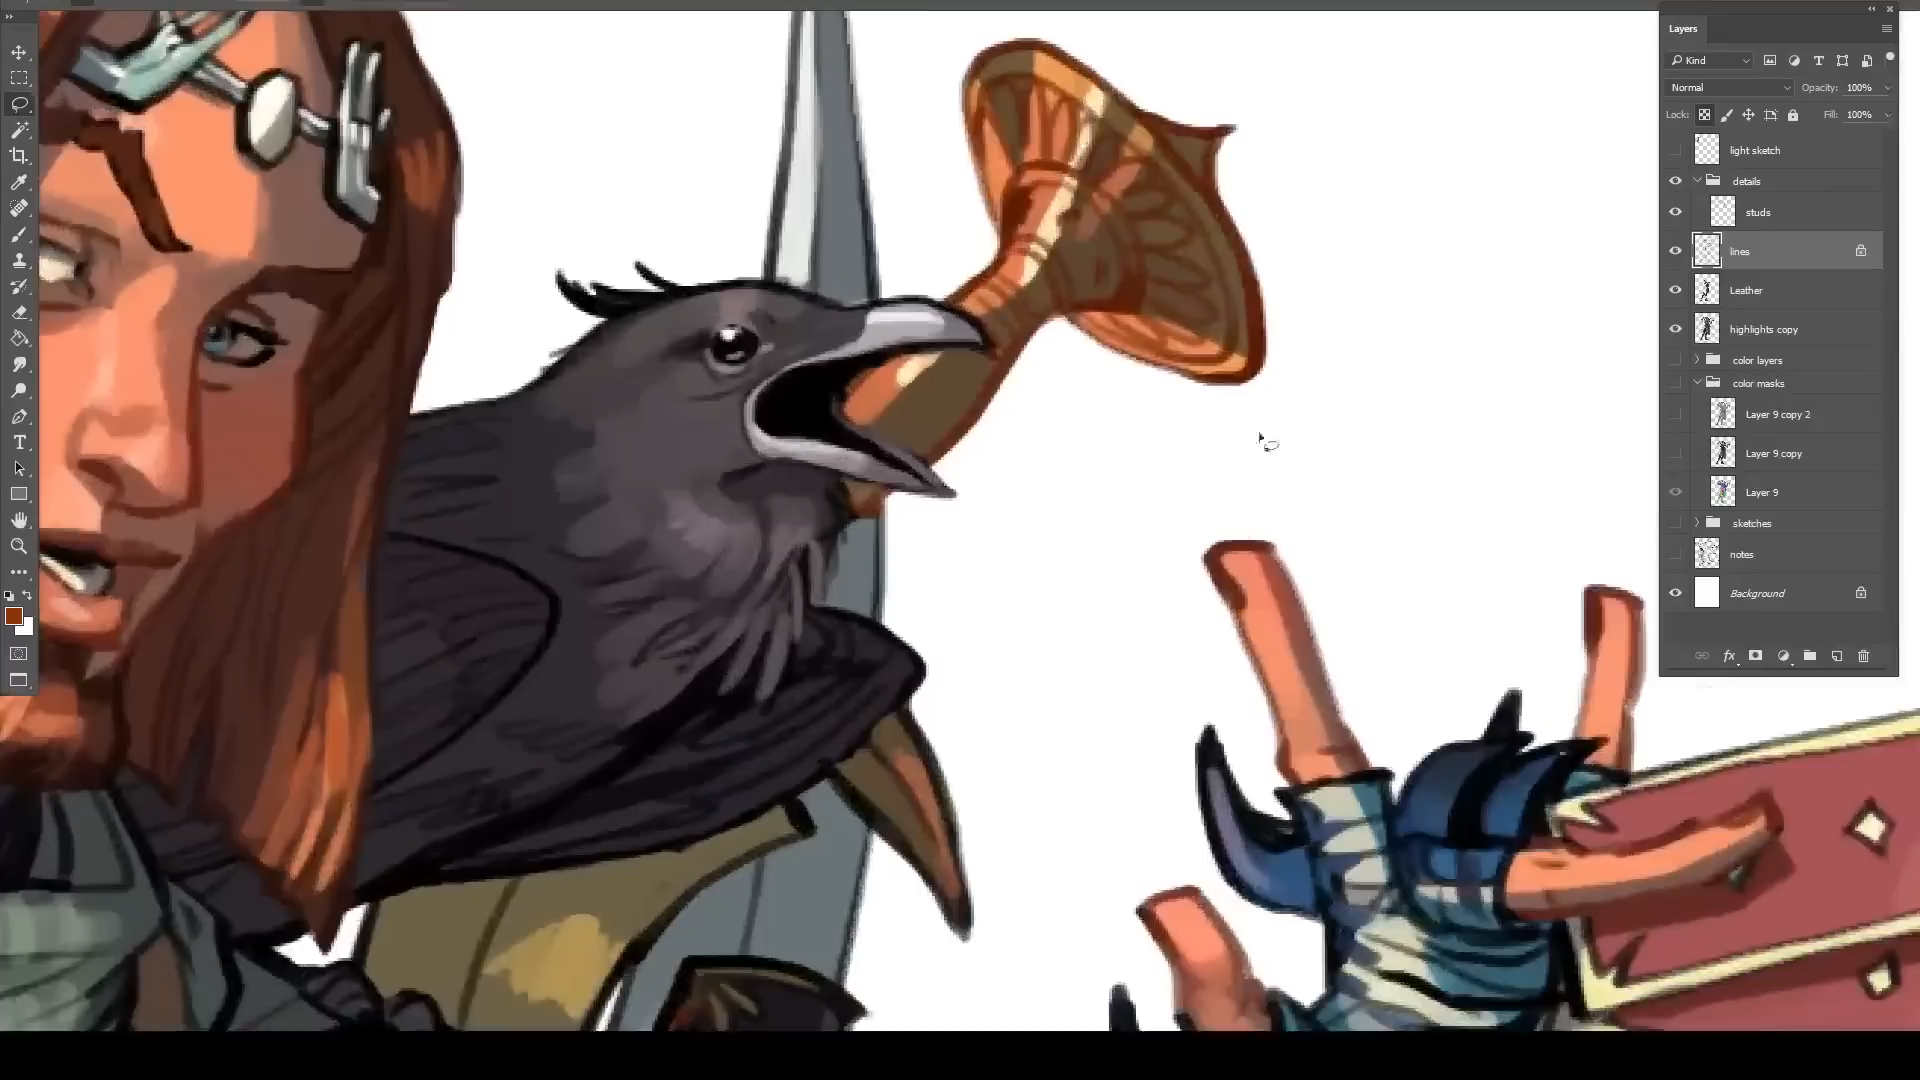 Layers
Kind
Normal Opacity: 100%
Lock: Fill: 100%
light sketch
details
studs
lines
Leather
highlights copy
color layers
color masks
Layer 9 copy 2
Layer 9 copy
Layer 9
sketches
notes
Background
fx
T